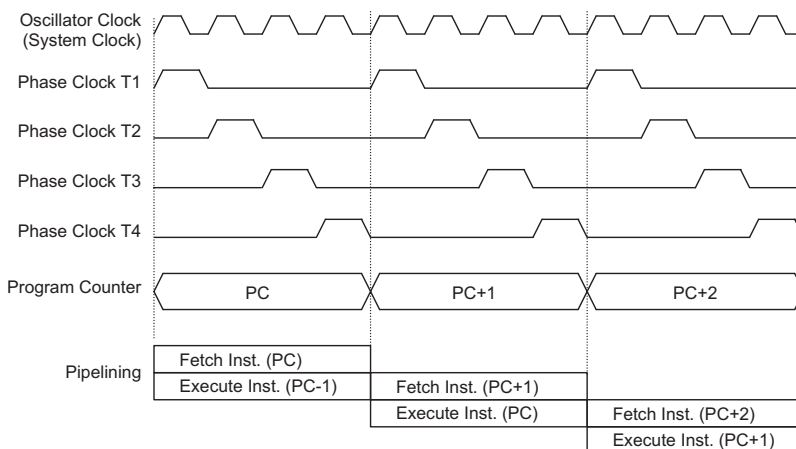 Oscillator Clock
(System Clock)
Phase Clock T1
Phase Clock T2
Phase Clock T3
Phase Clock T4
Program Counter
PC
PC+1
PC+2
Pipelining
Fetch Inst. (PC)
Execute Inst. (PC-1)
Fetch Inst. (PC+1)
Execute Inst. (PC)
Fetch Inst. (PC+2)
Execute Inst. (PC+1)